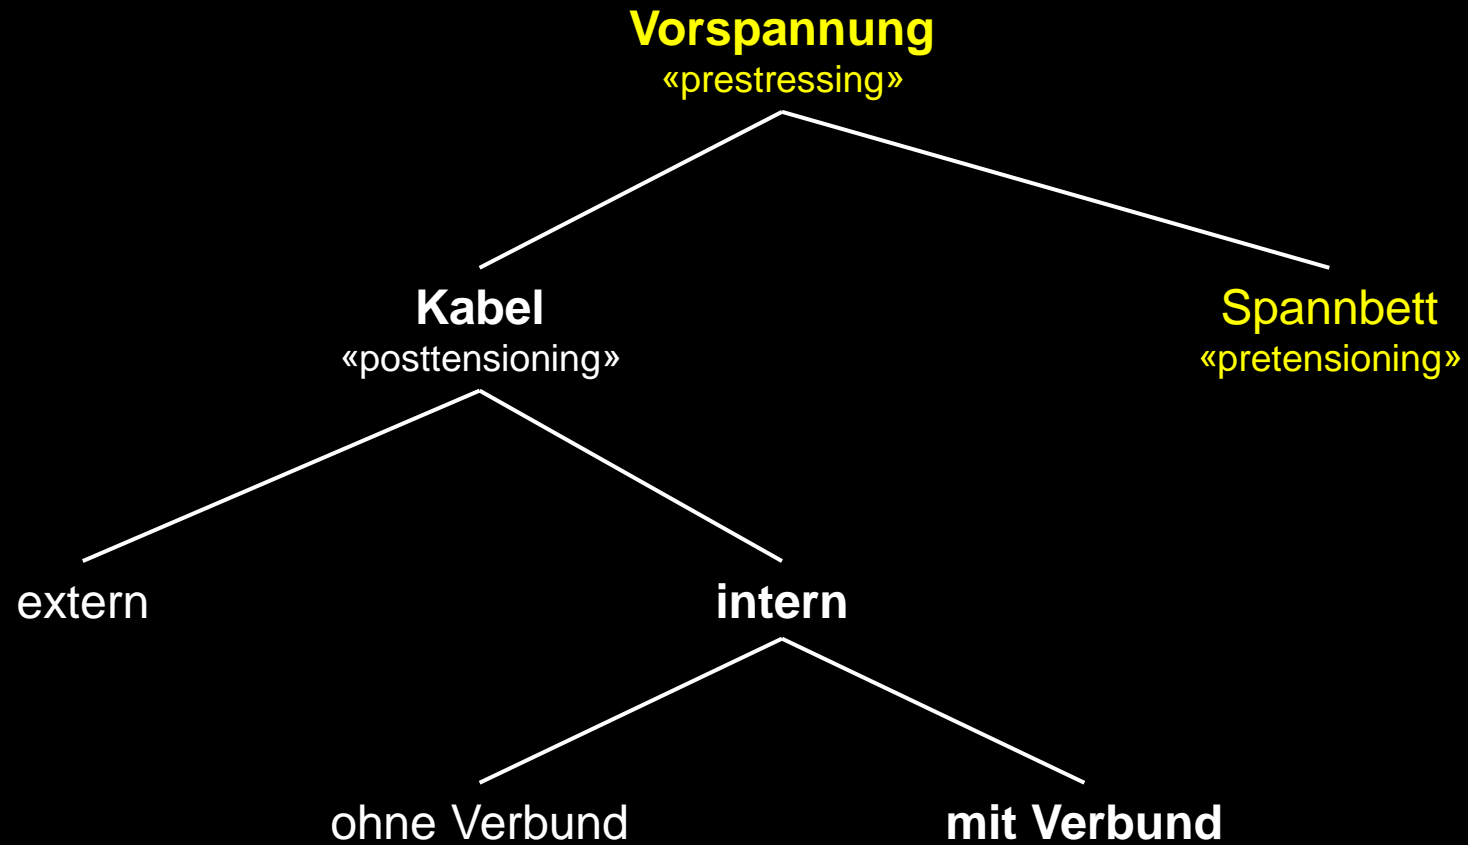 Vorspannung
«prestressing»
Kabel
«posttensioning»
Spannbett
«pretensioning»
extern
intern
ohne Verbund
mit Verbund